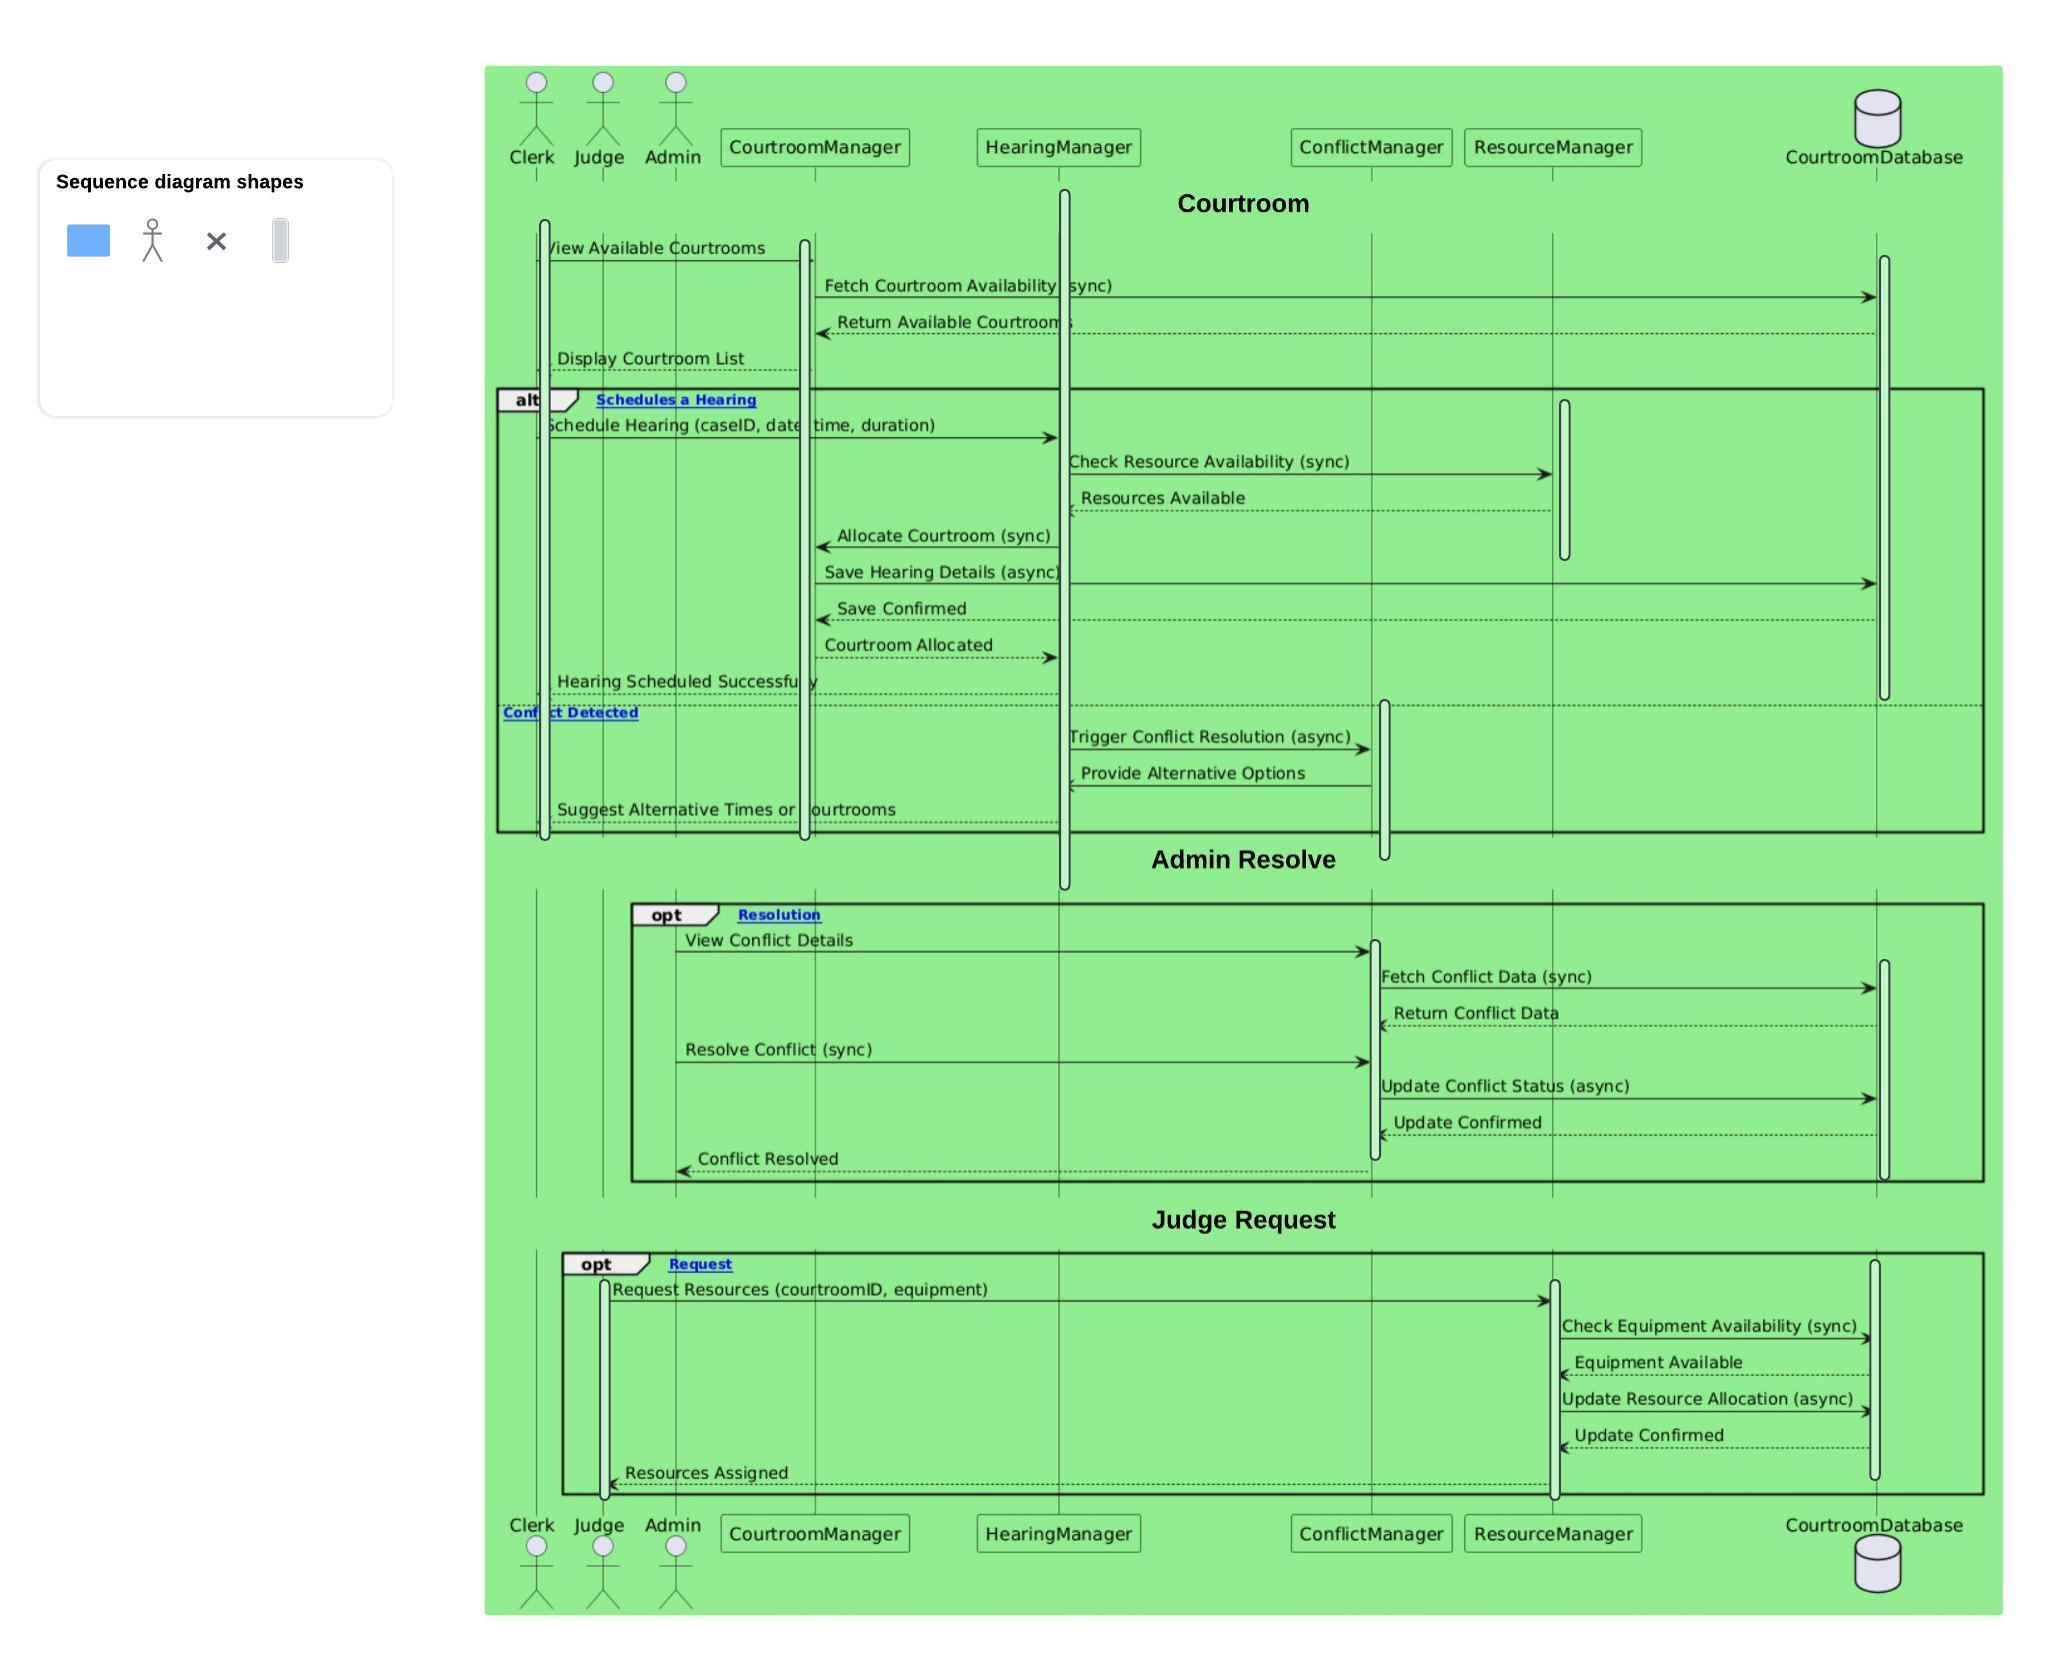 Sequence diagram shapes
Clerk
Judge
Admin
CourtroomManager
HearingManager
ConflictManager
ResourceManager
CourtroomDatabase
Courtroom
View Available Courtrooms
Fetch Courtroom Availability (sync)
Return Available Courtrooms
Display Courtroom List
alt Schedules a Hearing
Schedule Hearing (caseID, date, time, duration)
Check Resource Availability (sync)
Resources Available
Allocate Courtroom (sync)
Save Hearing Details (async)
Save Confirmed
Courtroom Allocated
Hearing Scheduled Successfully
Conflict Detected
Trigger Conflict Resolution (async)
Provide Alternative Options
Suggest Alternative Times or Courtrooms
Admin Resolve
opt Resolution
View Conflict Details
Fetch Conflict Data (sync)
Return Conflict Data
Resolve Conflict (sync)
Update Conflict Status (async)
Update Confirmed
Conflict Resolved
Judge Request
opt Request
Request Resources (courtroomID, equipment)
Check Equipment Availability (sync)
Equipment Available
Update Resource Allocation (async)
Update Confirmed
Resources Assigned
Clerk
Judge
Admin
CourtroomManager
HearingManager
ConflictManager
ResourceManager
CourtroomDatabase